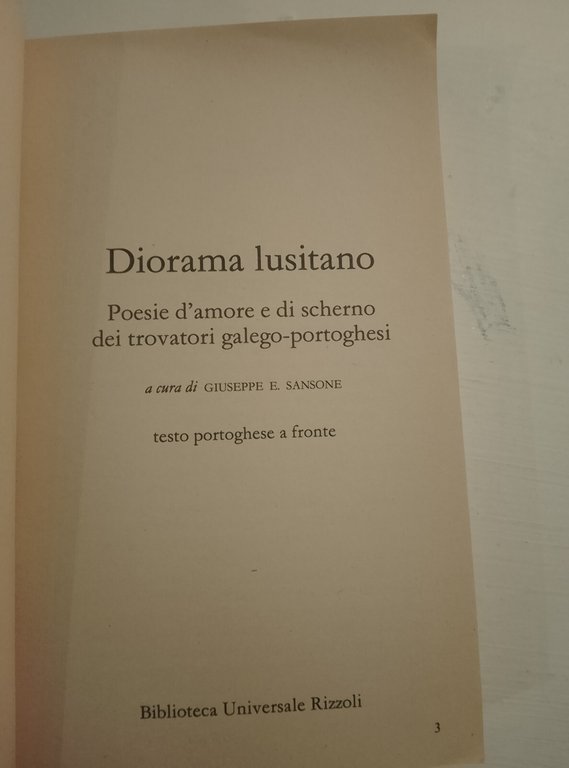 Diorama lusitano
Poesie d'amore e di scherno
dei trovatori galego-portoghesi
a cura di GIUSEPPE E. SANSONE
testo portoghese a fronte
Biblioteca Universale Rizzoli
3